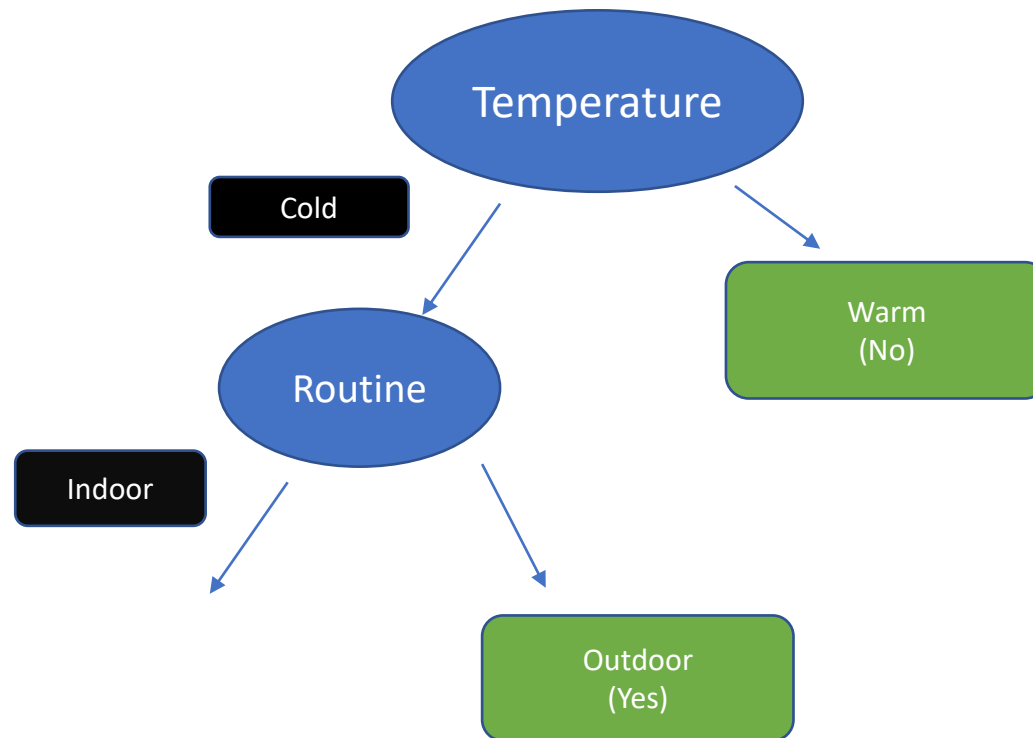 Temperature
Cold
Warm
(No)
Routine
Indoor
Outdoor
(Yes)